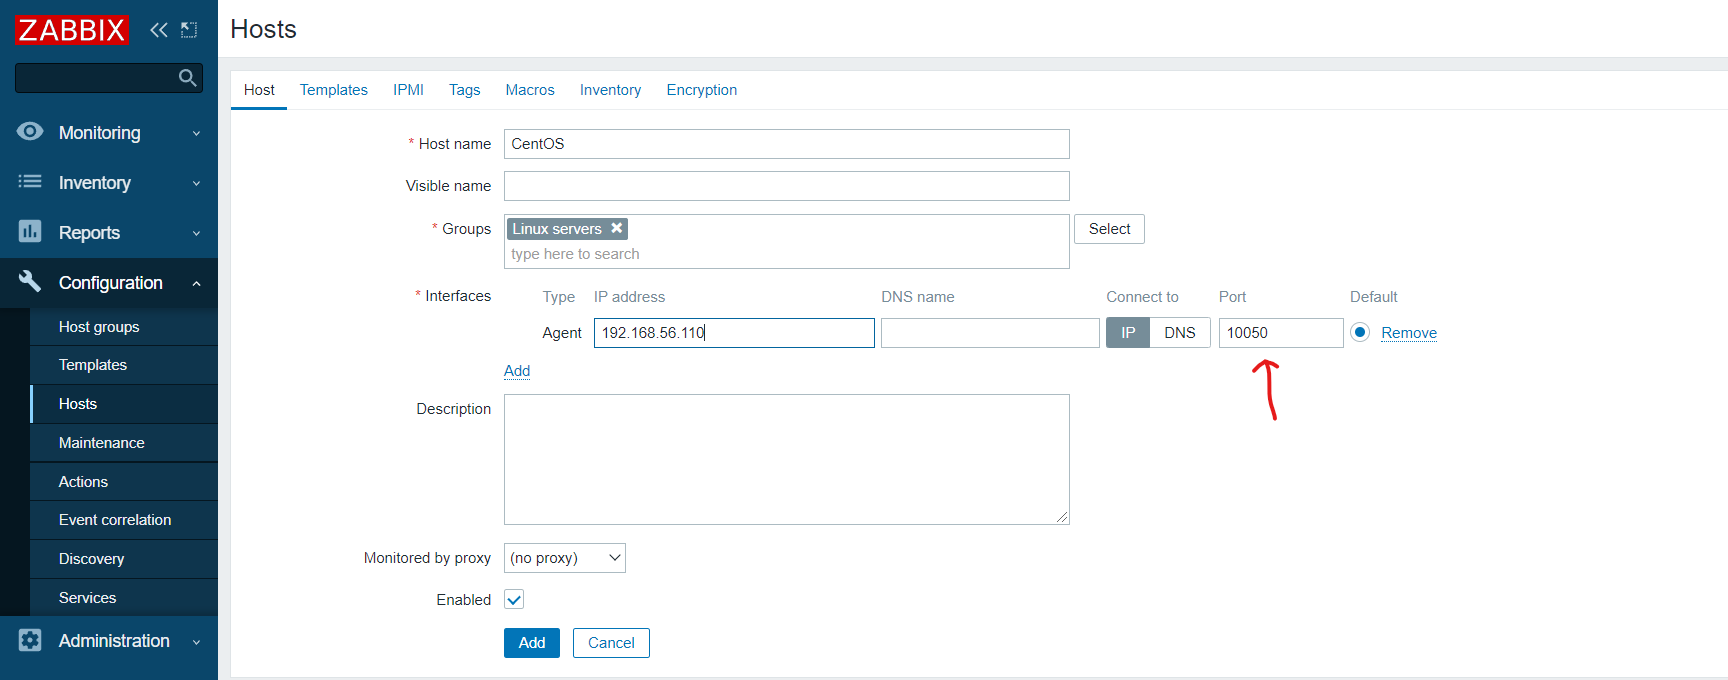 ZABBIX
Hosts
Host Templates IPMI Tags Macros Inventory Encryption
Monitoring
Inventory
Reports
Configuration
Host groups
Templates
Hosts
Maintenance
Actions
Event correlation
Discovery
Services
Administration
* Host name CentOS
Visible name
* Groups Linux servers Select
type here to search
* Interfaces Type IP address DNS name Connect to Port Default
Agent 192.168.56.110 IP DNS 10050 Remove
Add
Description
Monitored by proxy (no proxy)
Enabled
Add Cancel